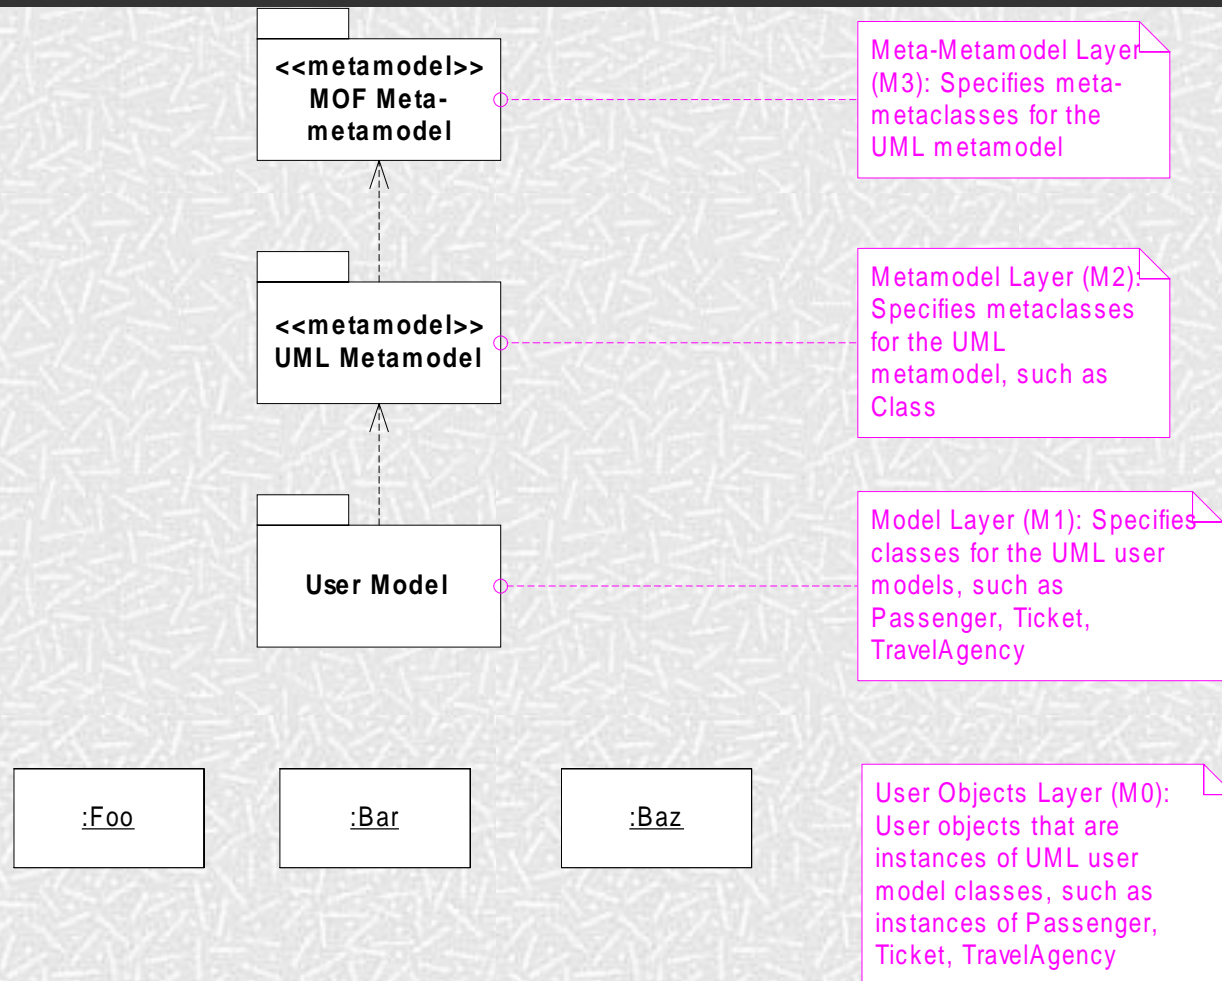 <<metamodel>>
MOF Meta-
metamodel
Meta-Metamodel Layer
(M3): Specifies meta-
metaclasses for the
UML metamodel
<<metamodel>>
UML Metamodel
Metamodel Layer (M2):
Specifies metaclasses
for the UML
metamodel, such as
Class
User Model
Model Layer (M1): Specifies
classes for the UML user
models, such as
Passenger, Ticket,
TravelAgency
:Foo
:Bar
:Baz
User Objects Layer (M0):
User objects that are
instances of UML user
model classes, such as
instances of Passenger,
Ticket, TravelAgency